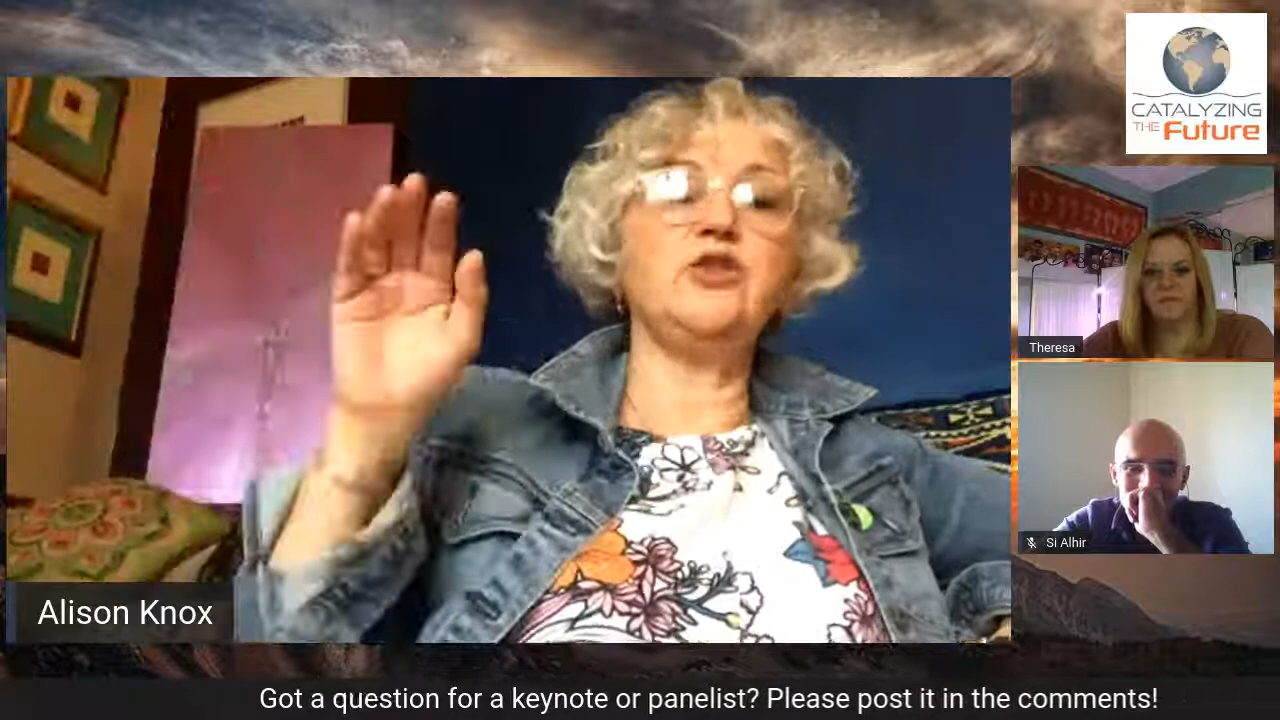 CATALYZING
THE Future
Theresa
Si Alhir
Alison Knox
Got a question for a keynote or panelist? Please post it in the comments!